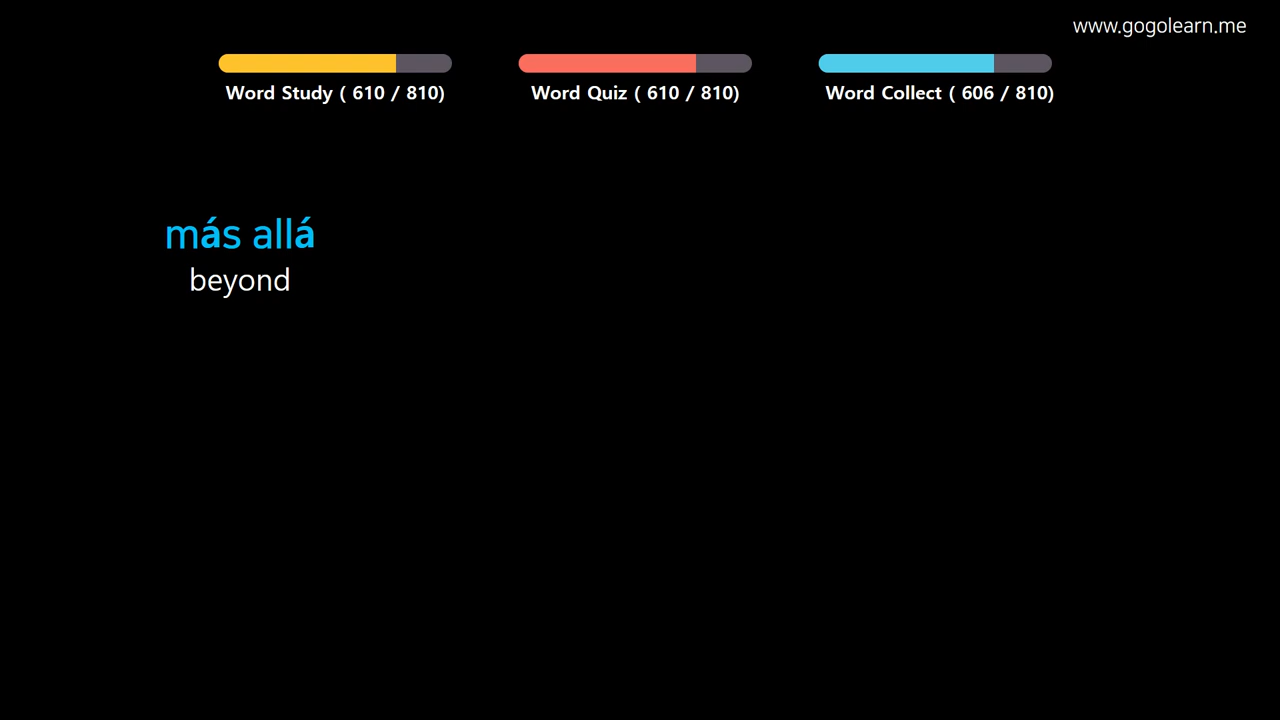 www.gogolearn.me
Word Study ( 610 / 810)
Word Quiz ( 610 / 810)
Word Collect ( 606 / 810)
más allá
beyond